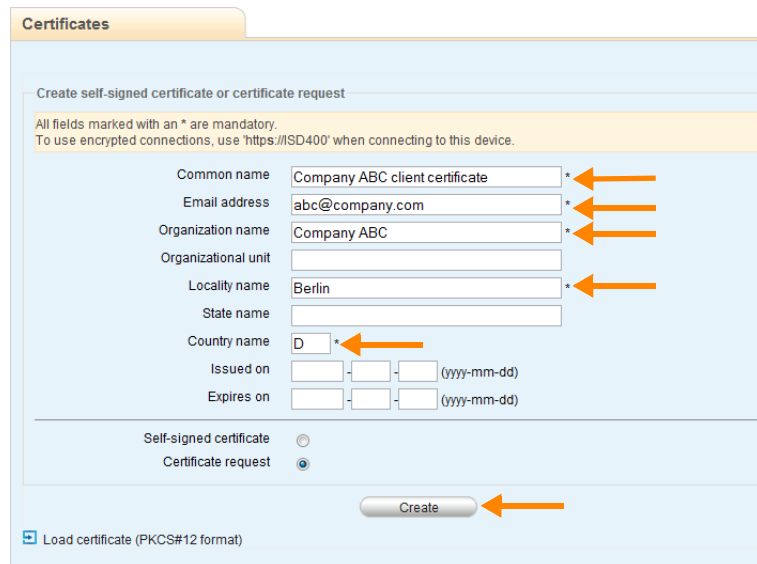 Certificates
Create self-signed certificate or certificate request
All fields marked with an * are mandatory.
To use encrypted connections, use 'https://ISD400' when connecting to this device.
Common name Company ABC client certificate *
Email address abc@company.com *
Organization name Company ABC *
Organizational unit
Locality name Berlin *
State name
Country name D *
Issued on - - (yyyy-mm-dd)
Expires on - - (yyyy-mm-dd)
Self-signed certificate
Certificate request
Create
Load certificate (PKCS#12 format)